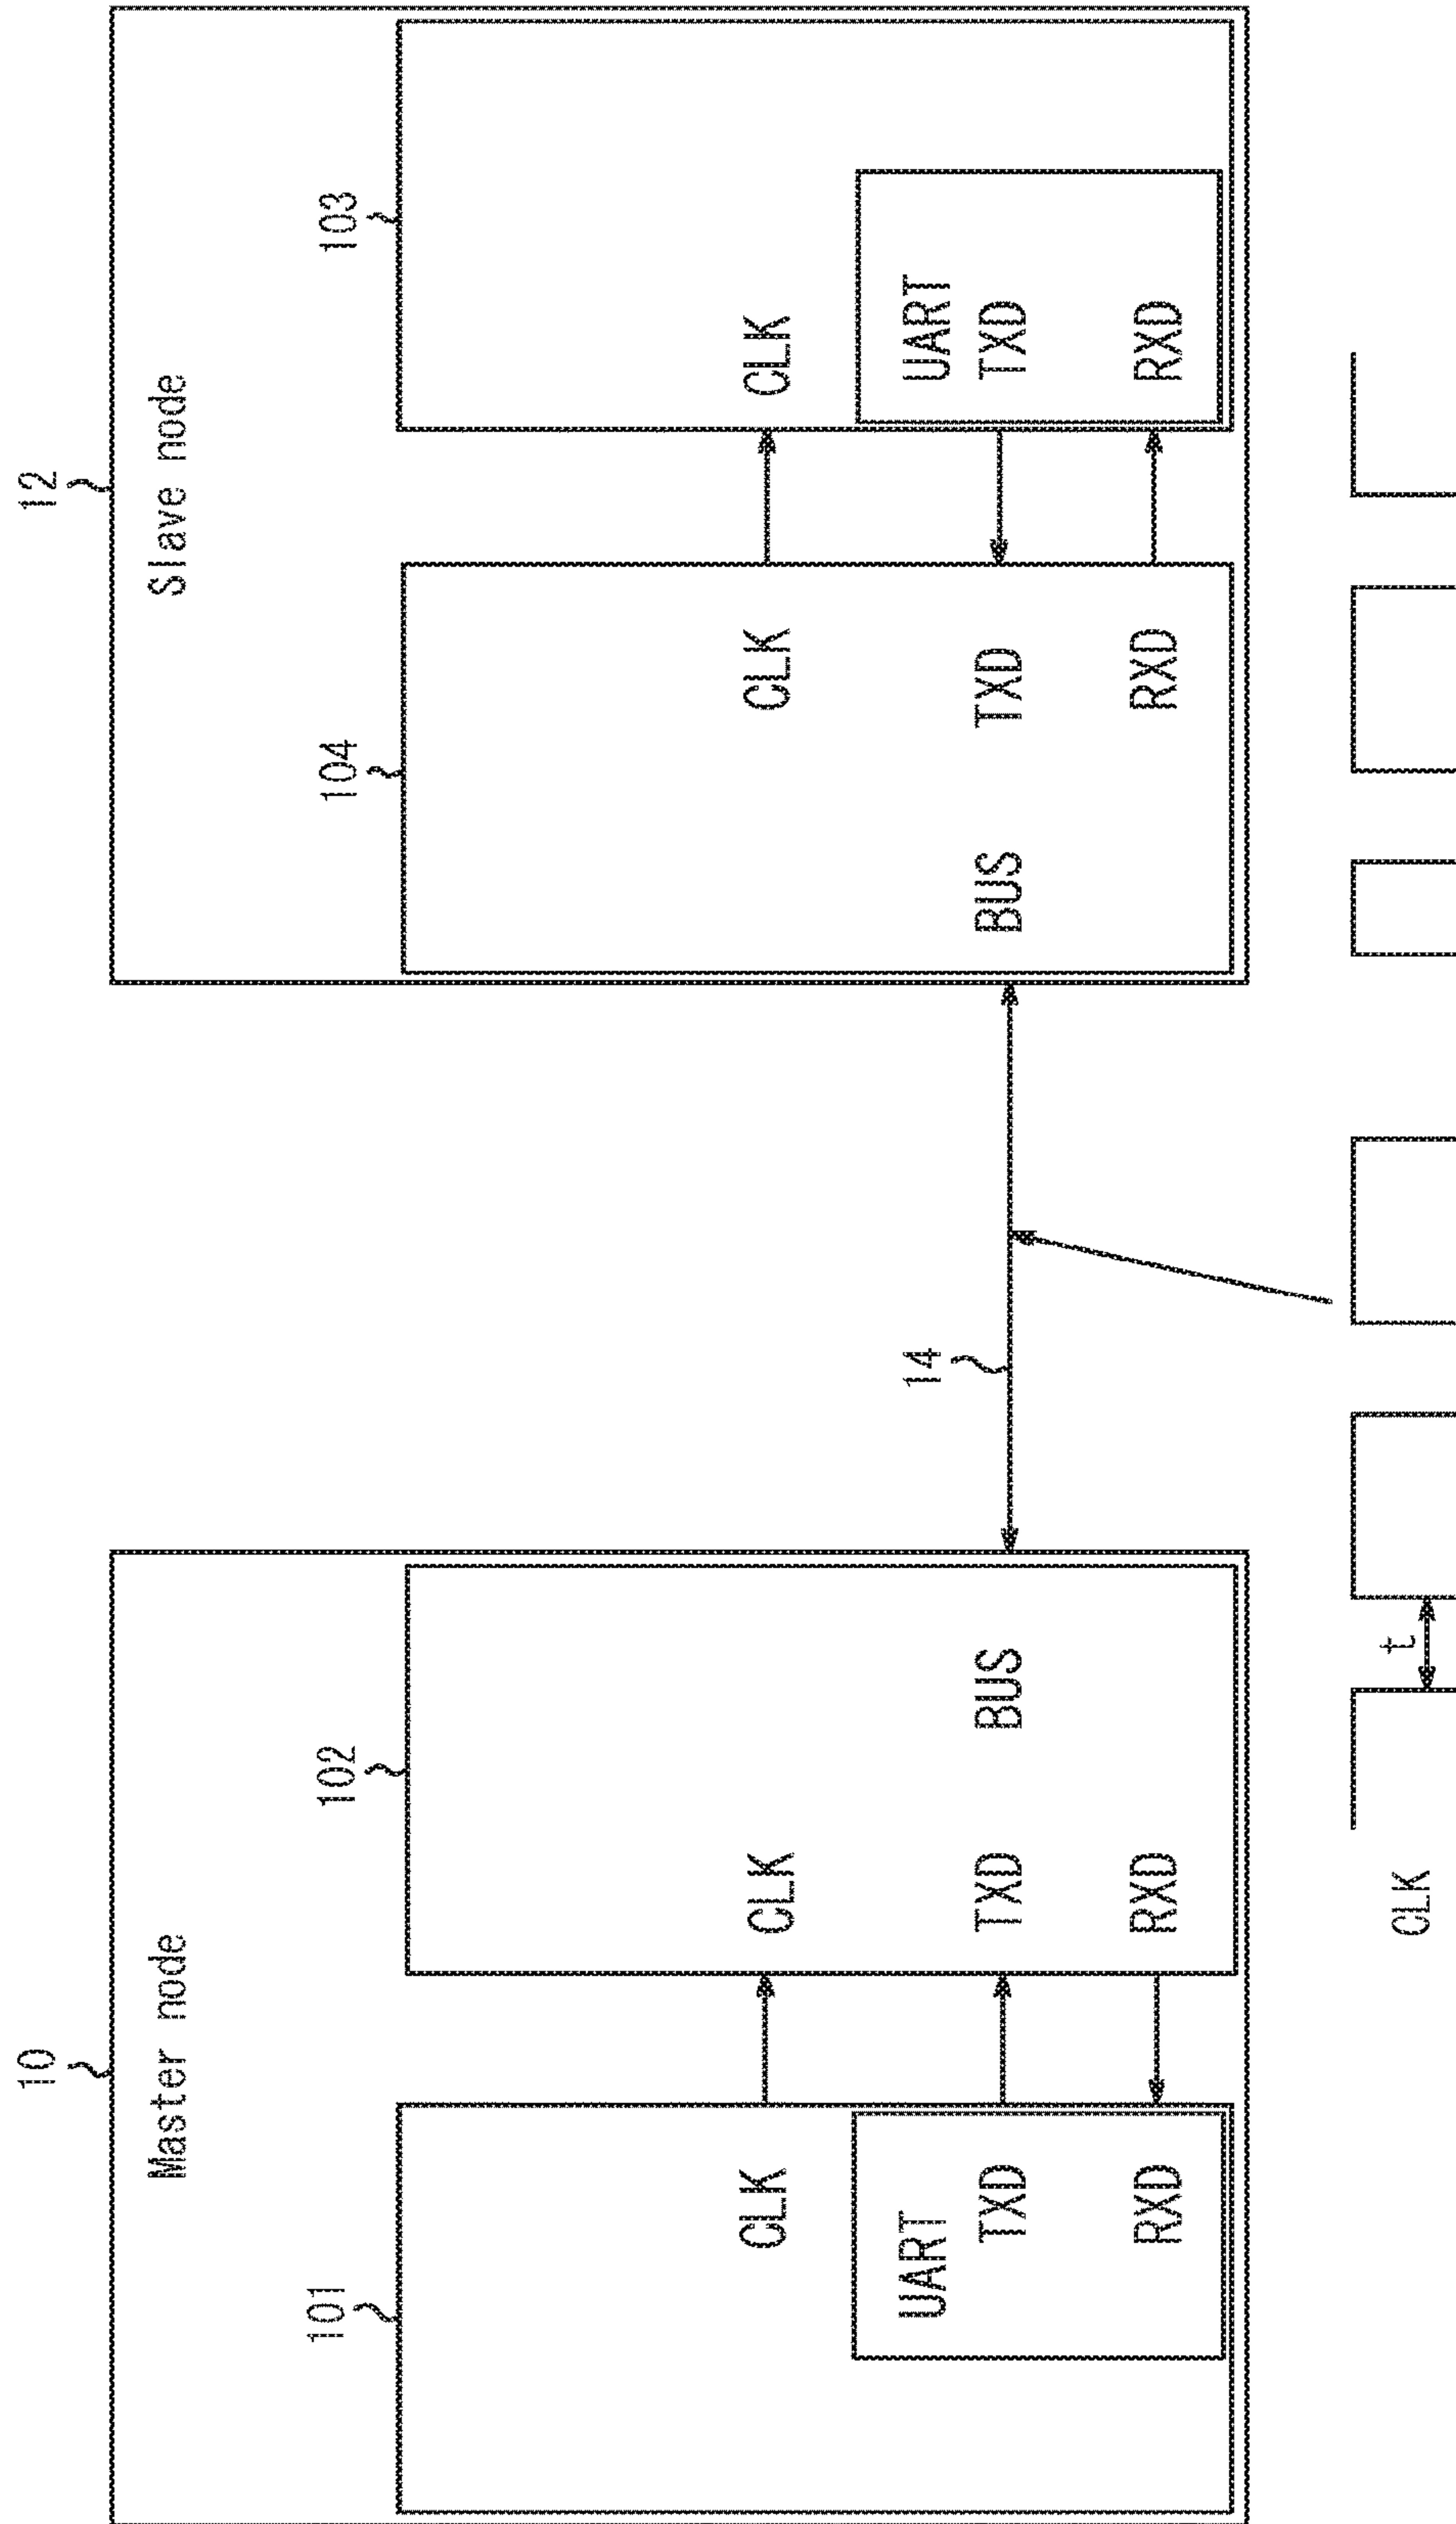 10
12
Master node
Slave node
101
102
104
103
CLK
CLK
CLK
CLK
14
UART
UART
TXD
TXD
BUS
BUS
TXD
TXD
RXD
RXD
RXD
RXD
t
CLK